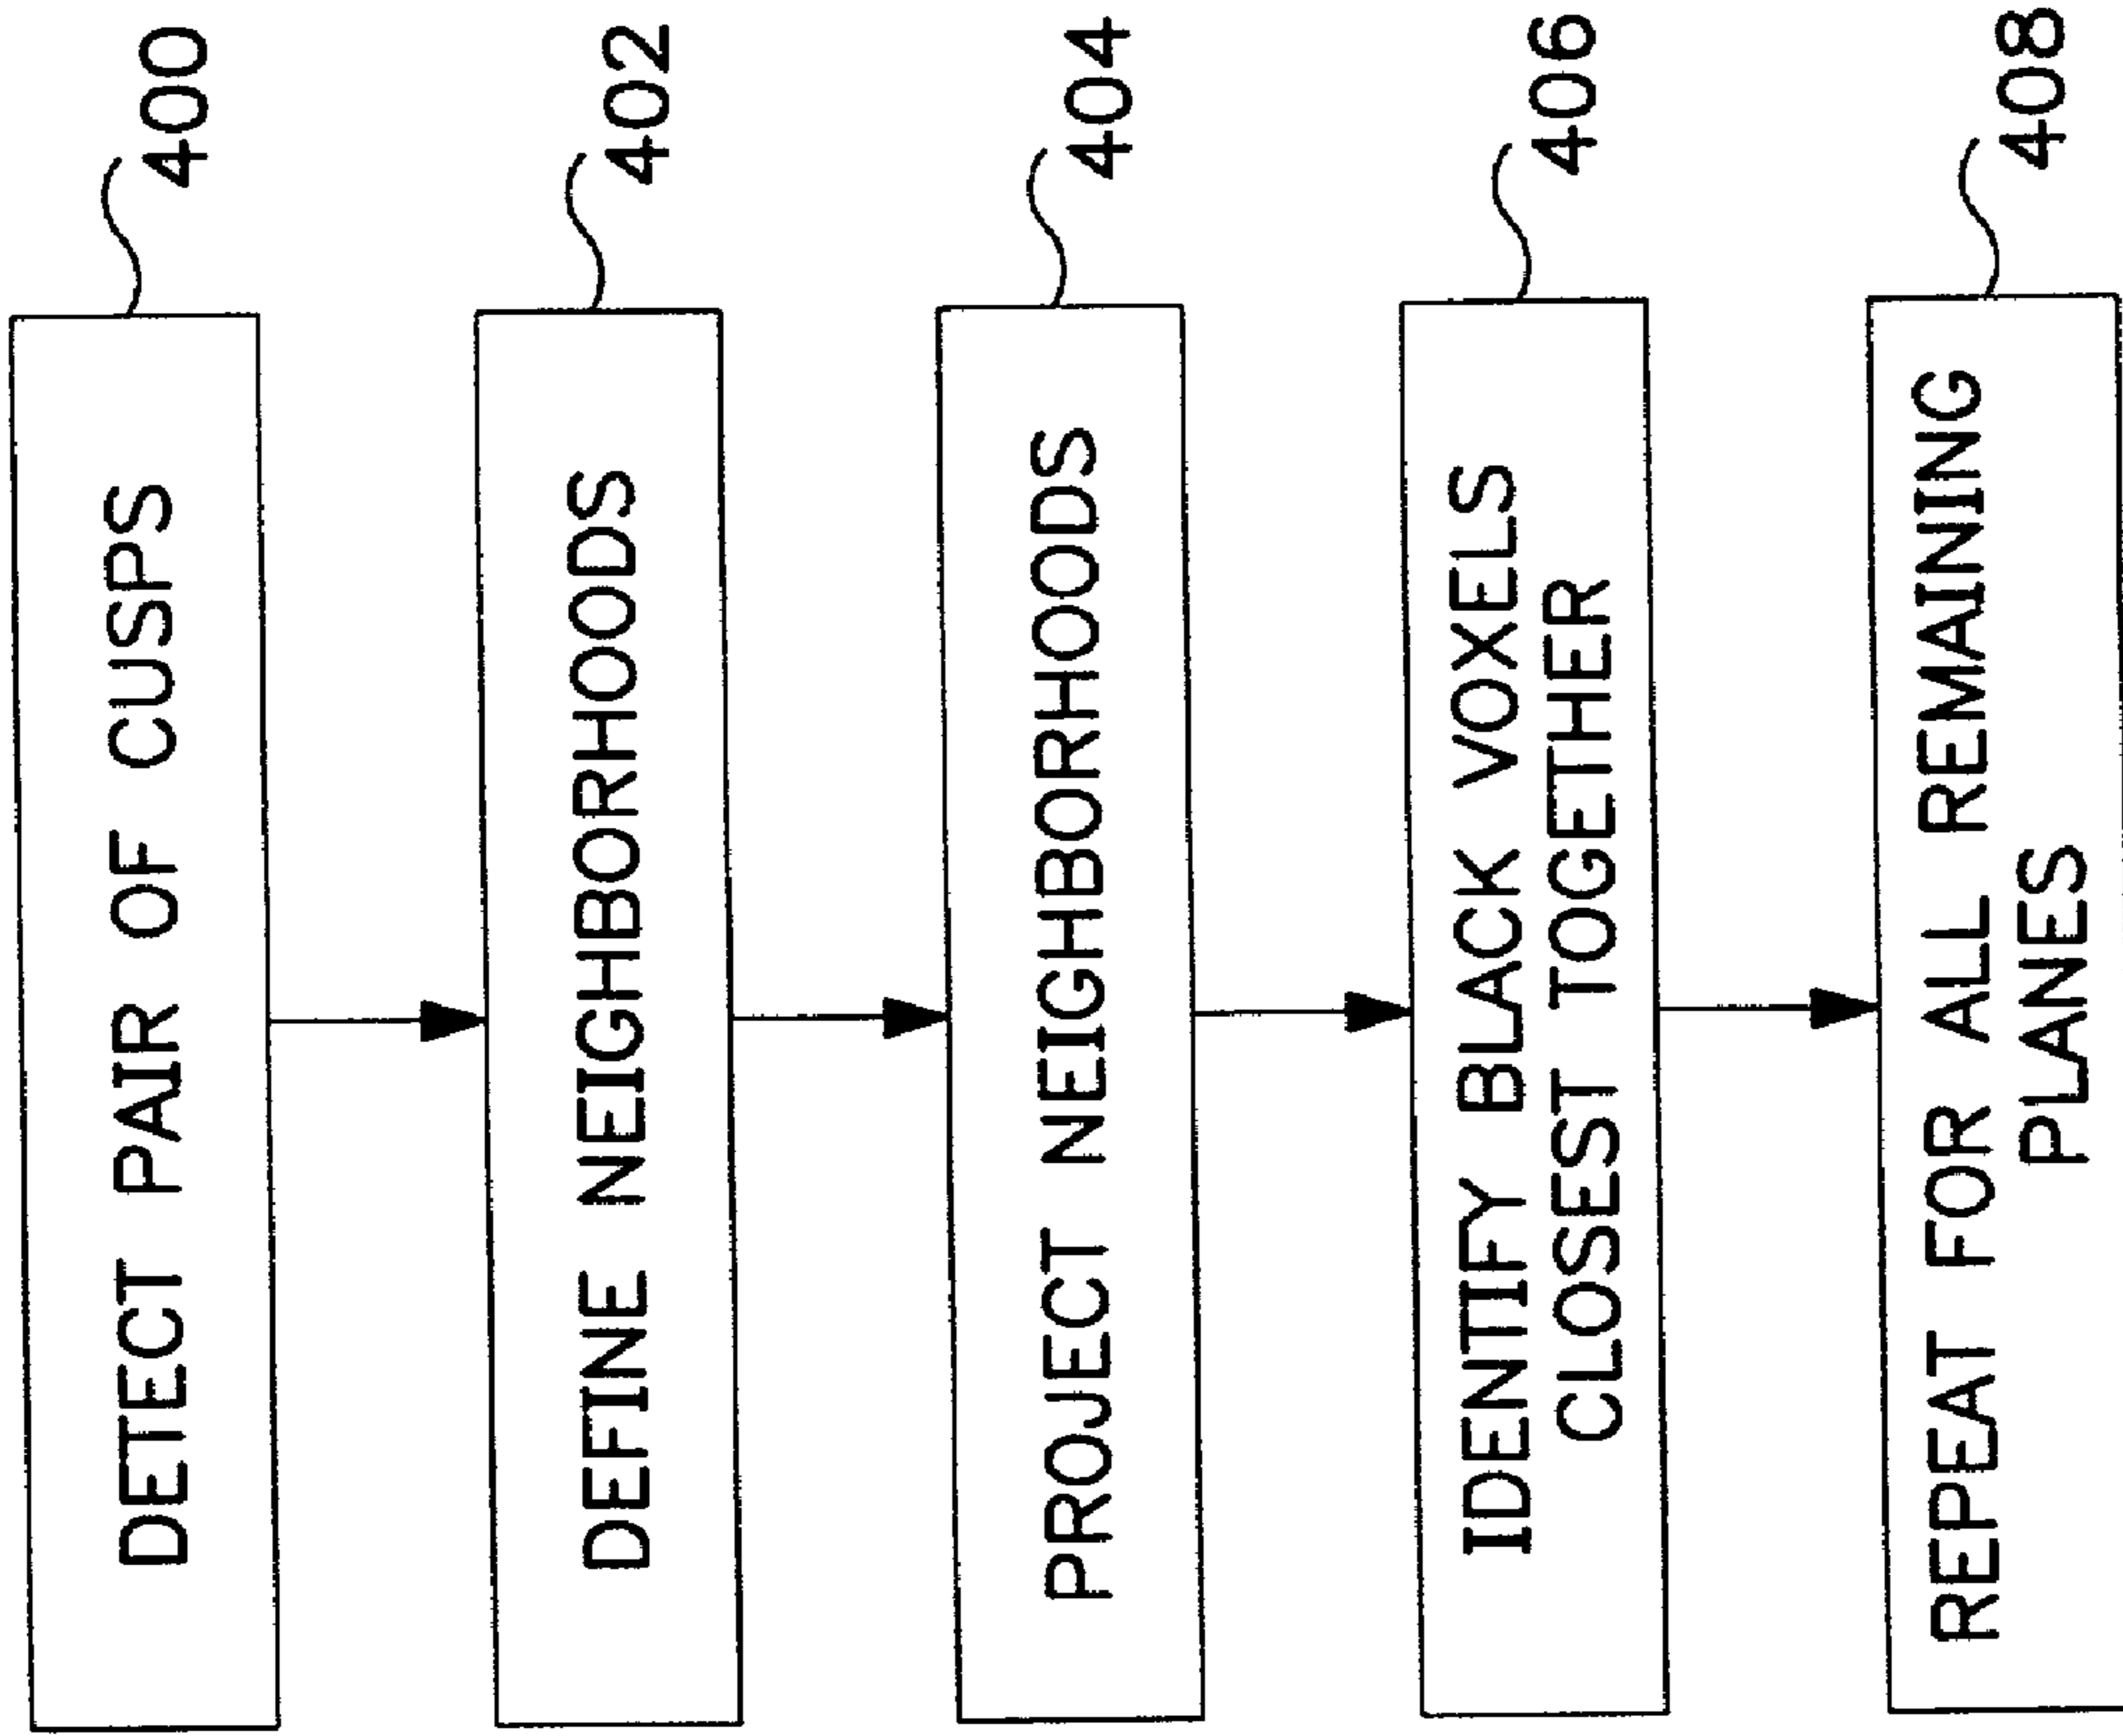 DETECT PAIR OF CUSPS
400
DEFINE NEIGHBORHOODS
402
PROJECT NEIGHBORHOODS
404
IDENTIFY BLACK VOXELS
CLOSEST TOGETHER
406
REPEAT FOR ALL REMAINING
PLANES
408